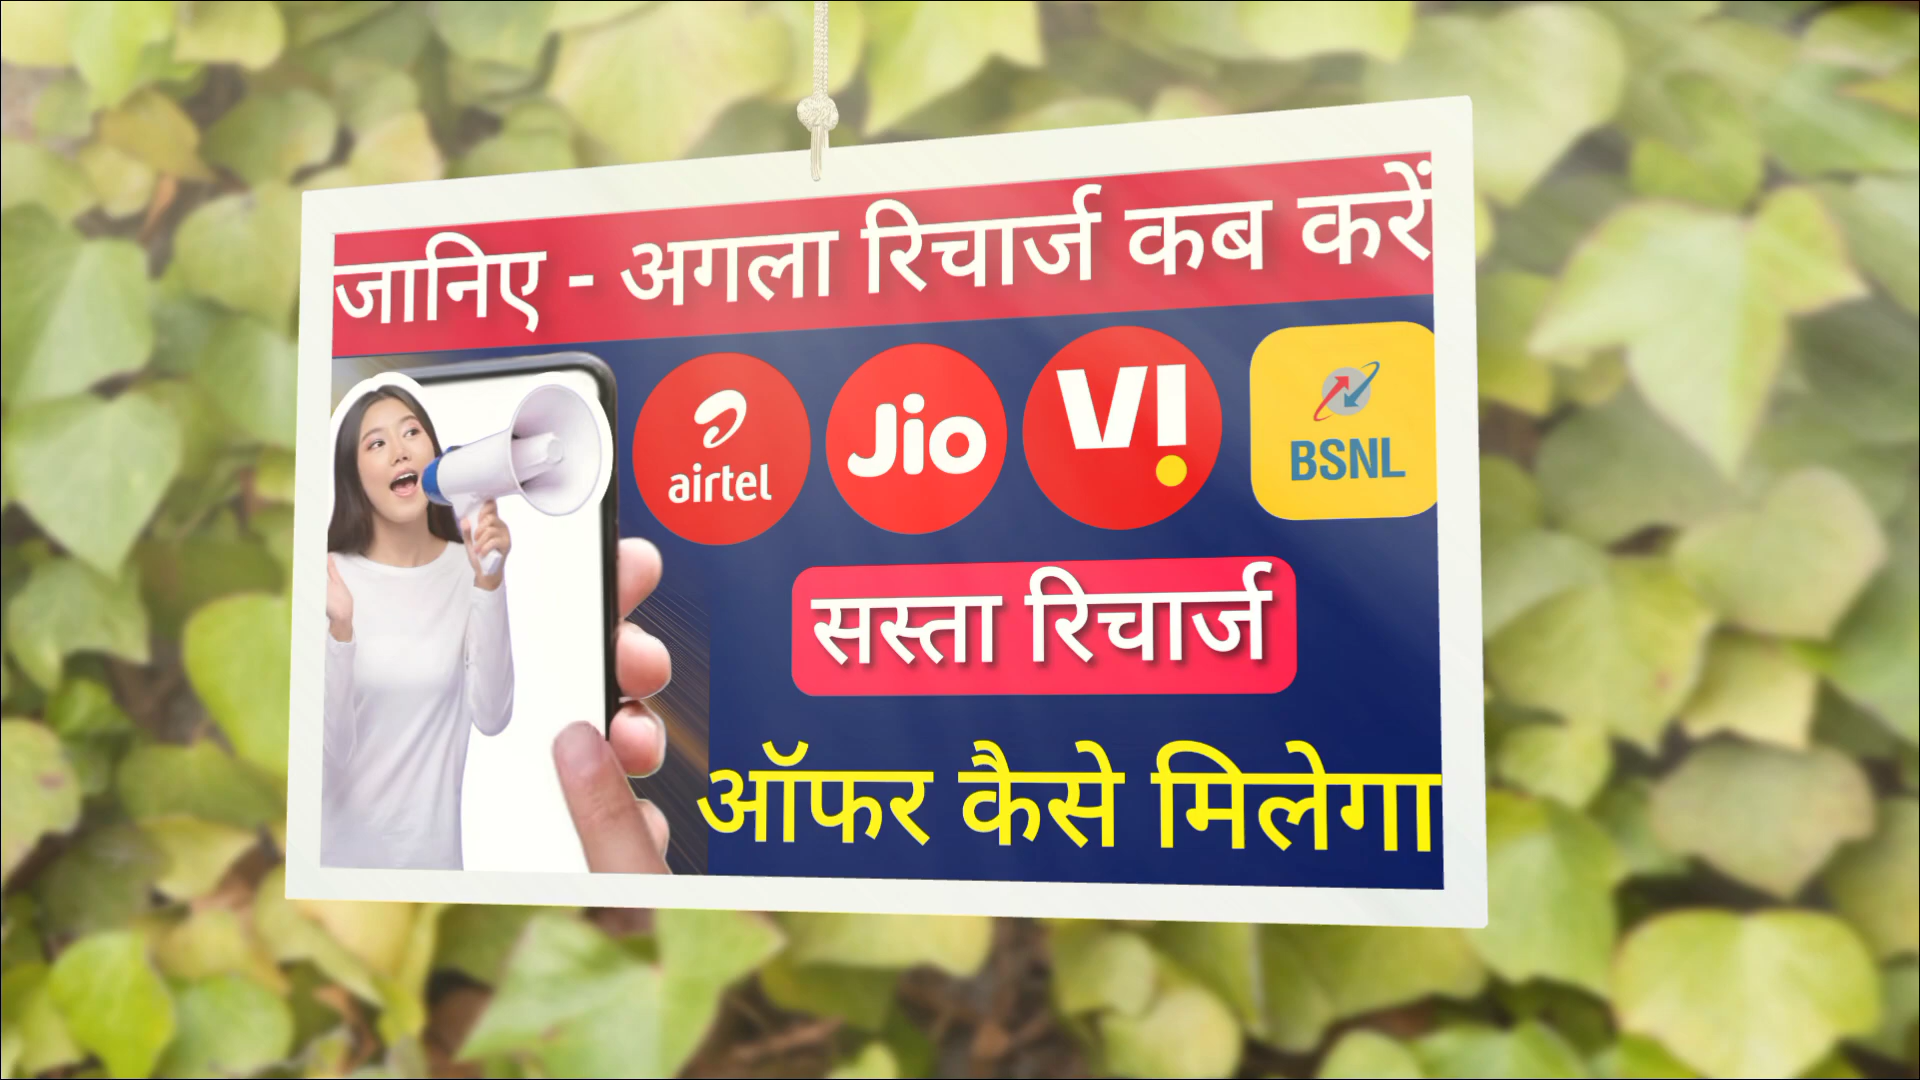 जानिए - अगला रिचार्ज कब करें
airtel
Jio
VI
BSNL
सस्ता रिचार्ज
ऑफर कैसे मिलेगा